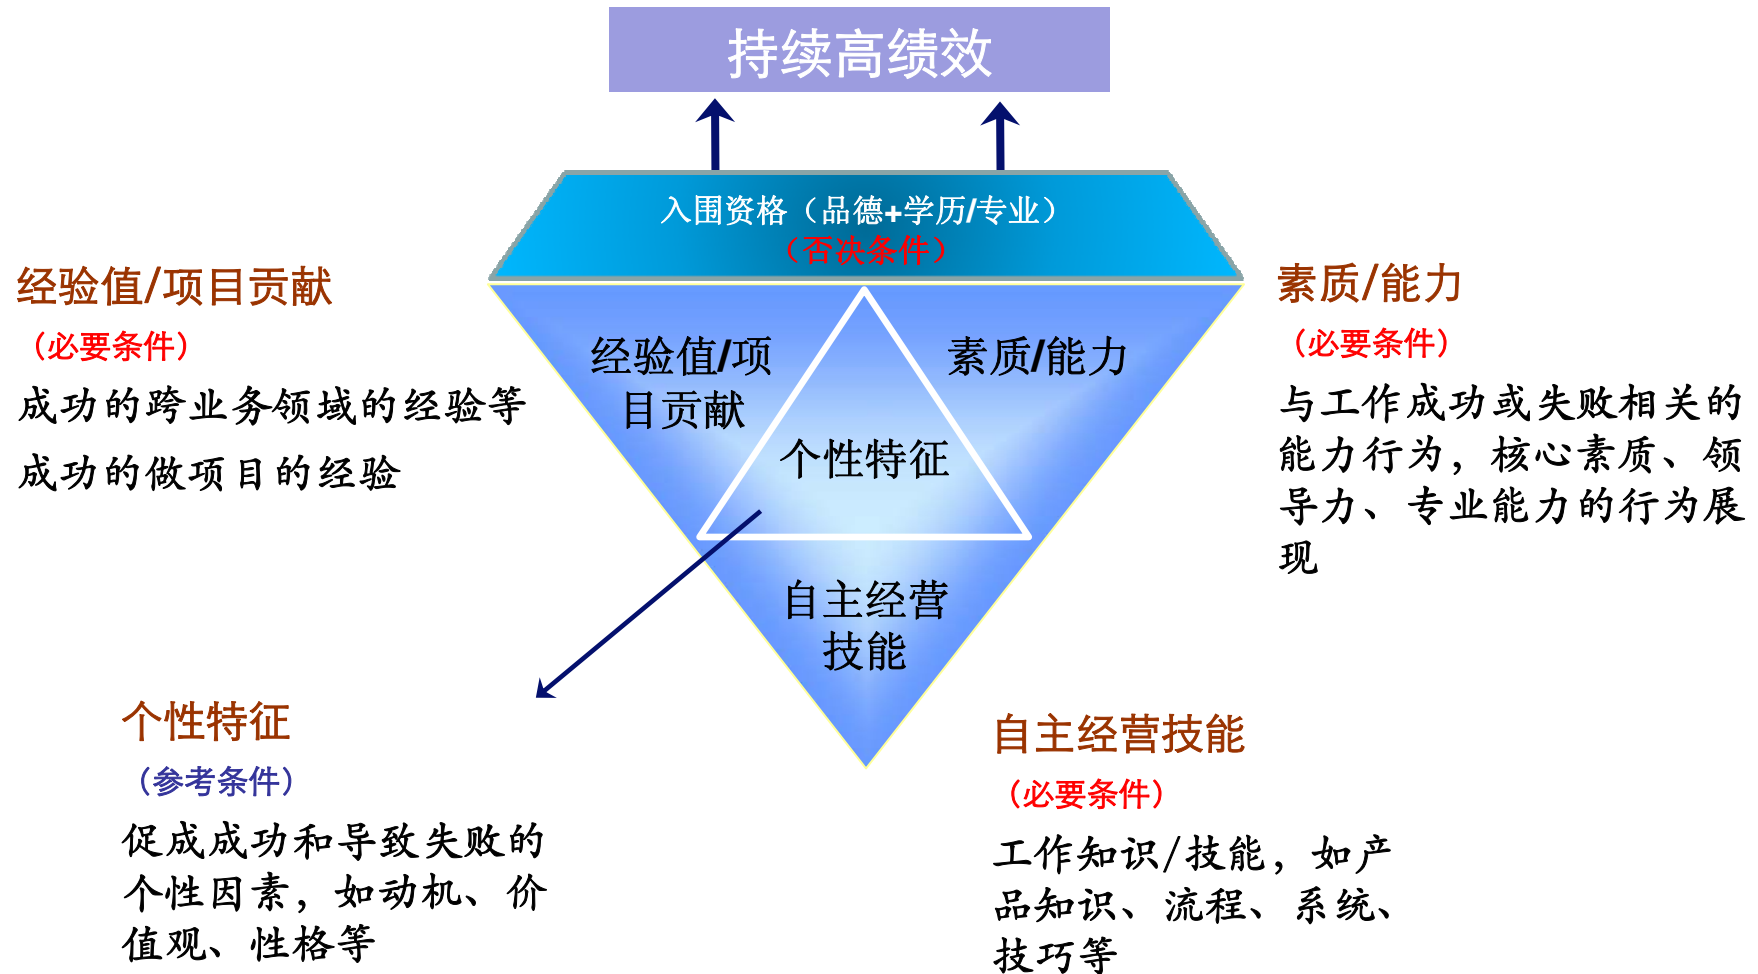 持续高绩效
入围资格（品德+学历/专业）
（否决条件）
经验值/项目贡献
（必要条件）
成功的跨业务领域的经验等
成功的做项目的经验
经验值/项
目贡献
素质/能力
个性特征
自主经营
技能
素质/能力
（必要条件）
与工作成功或失败相关的
能力行为，核心素质、领
导力、专业能力的行为展
现
个性特征
（参考条件）
促成成功和导致失败的
个性因素，如动机、价
值观、性格等
自主经营技能
（必要条件）
工作知识/技能，如产
品知识、流程、系统、
技巧等